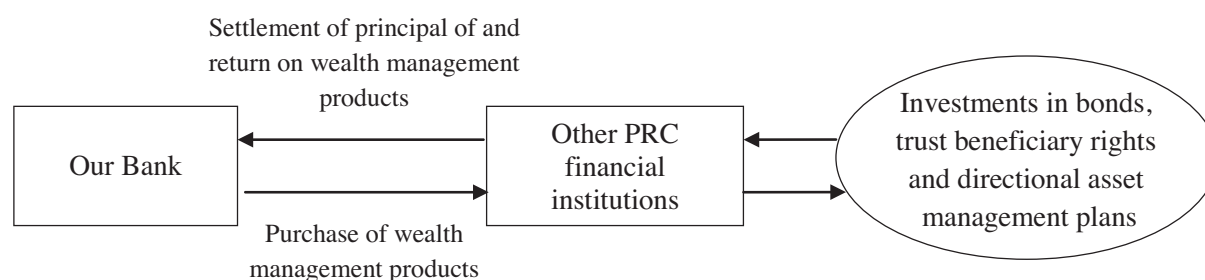 Settlement of principal of and
return on wealth management
products
Our Bank
Other PRC
financial
institutions
Investments in bonds,
trust beneficiary rights
and directional asset
management plans
Purchase of wealth
management products